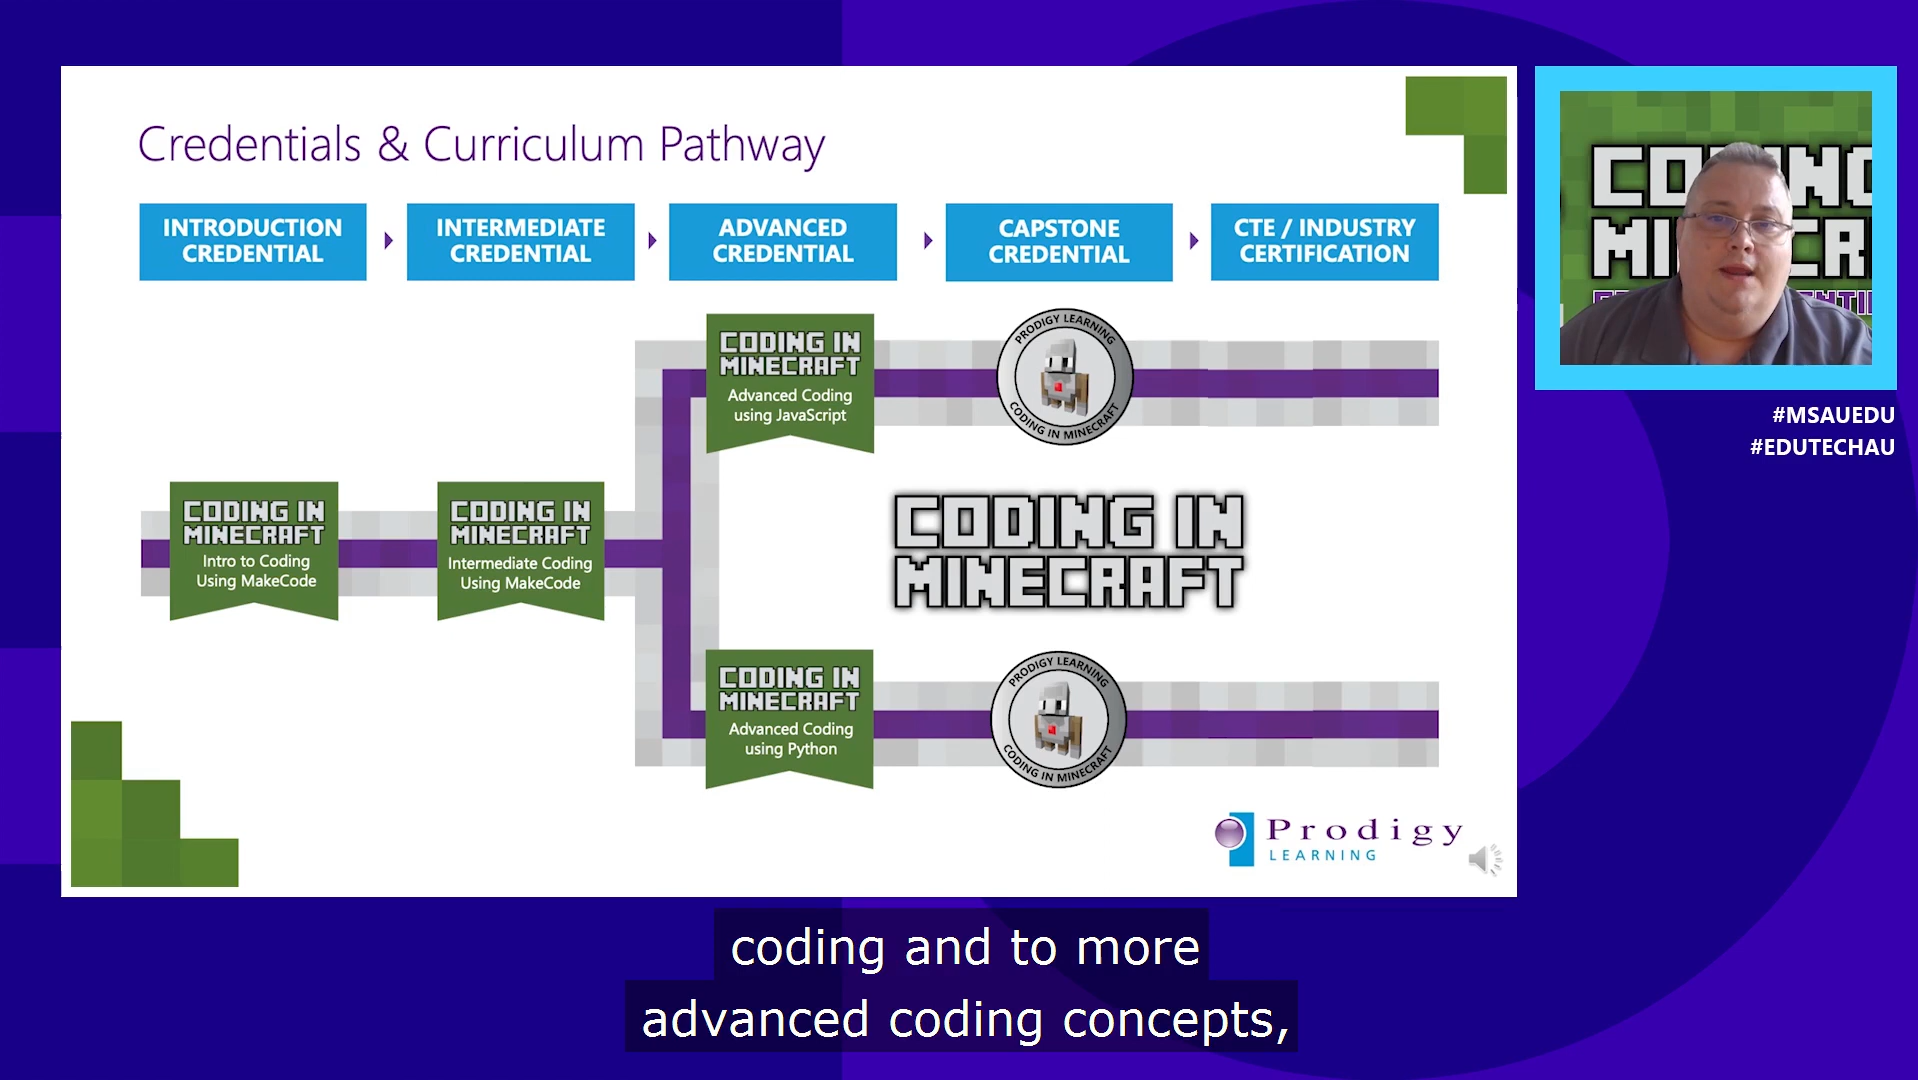 Credentials & Curriculum Pathway
INTRODUCTION
CREDENTIAL
INTERMEDIATE
CREDENTIAL
ADVANCED
CREDENTIAL
CAPSTONE
CREDENTIAL
CTE / INDUSTRY
CERTIFICATION
CODING IN
MINECRAFT
Advanced Coding
using JavaScript
PRODIGY LEARNING
CODING IN MINECRAFT
CODING IN
MINECRAFT
Intro to Coding
Using MakeCode
CODING IN
MINECRAFT
Intermediate Coding
Using MakeCode
CODING IN
MINECRAFT
CODING IN
MINECRAFT
Advanced Coding
using Python
PRODIGY LEARNING
CODING IN MINECRAFT
Prodigy
LEARNING
#MSAUEDU
#EDUTECHAU
coding and to more
advanced coding concepts,